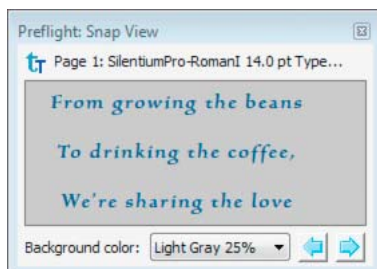 Preflight: Snap View
Page 1: SilentiumPro-RomanI 14.0 pt Type...
From growing the beans
To drinking the coffee,
We're sharing the love
Background color: Light Gray 25%